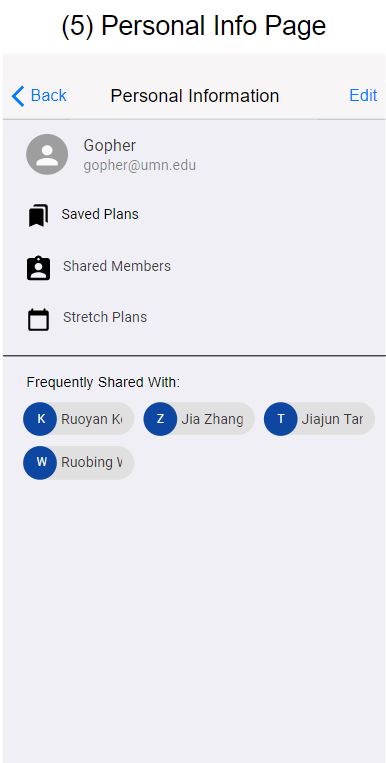 (5) Personal Info Page
Back Personal Information Edit
Gopher
gopher@umn.edu
Saved Plans
Shared Members
Stretch Plans
Frequently Shared With:
K Ruoyan Z Jia Zhang T Jiajun
W Ruobing